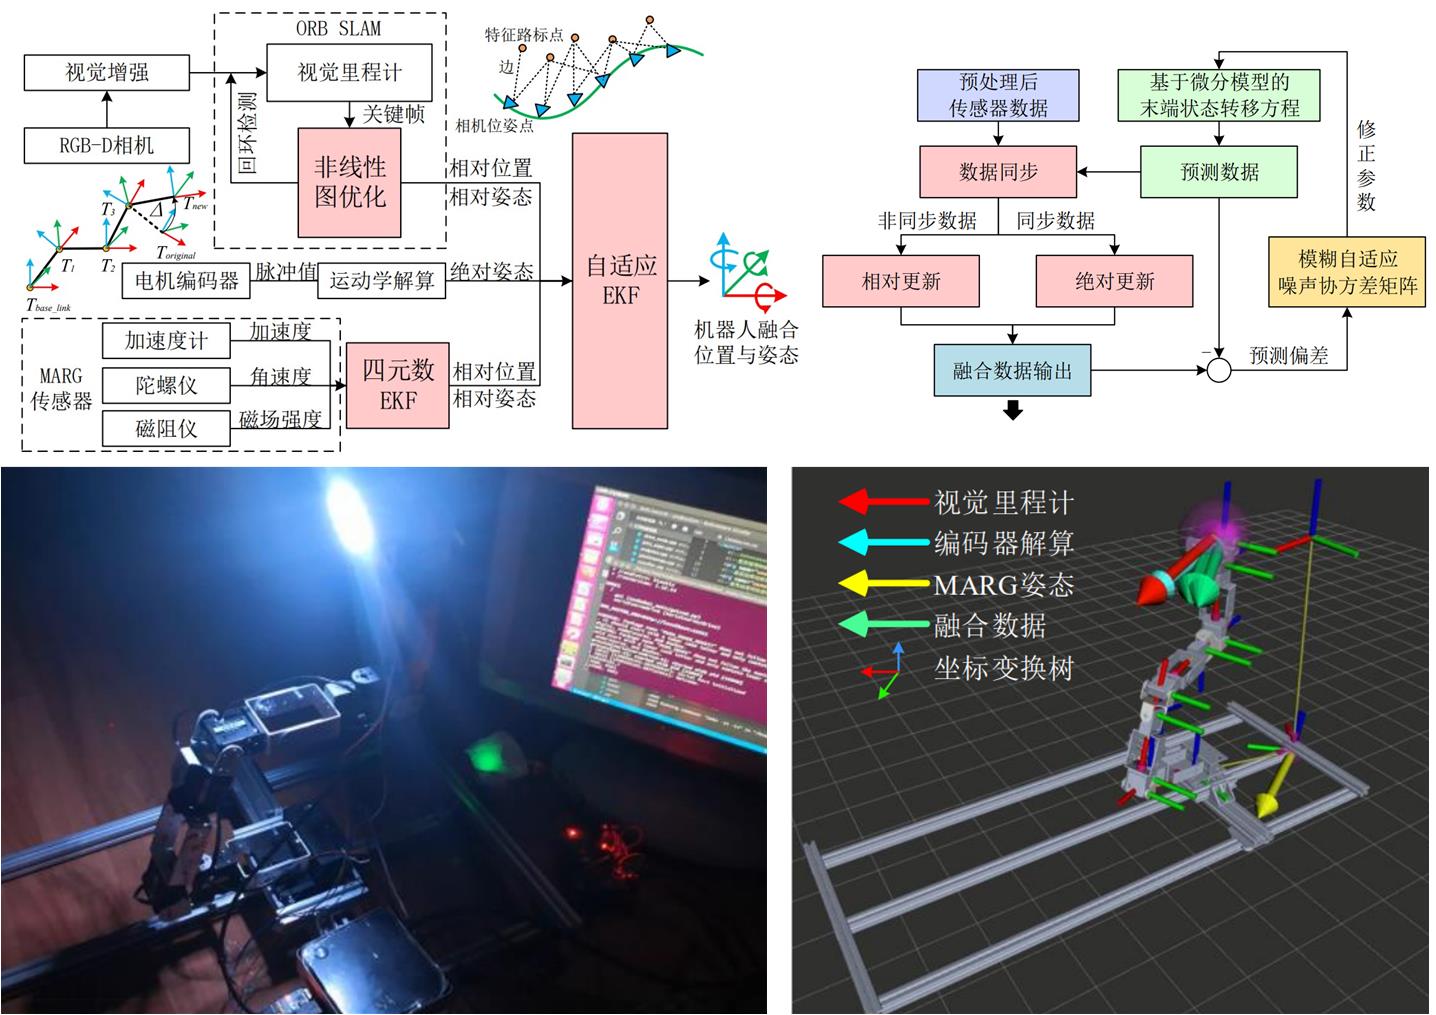 ORB SLAM
视觉增强
视觉里程计
RGB-D相机
回环检测
关键帧
非线性
图优化
相对位置
相对姿态
特征路标点
边
相机位姿点
T3
Δ
Tnew
T1
T2
Toriginal
Tbase_link
电机编码器
脉冲值
运动学解算
绝对姿态
自适应
EKF
机器人融合
位置与姿态
MARG
传感器
加速度计
加速度
陀螺仪
角速度
磁阻仪
磁场强度
四元数
EKF
相对位置
相对姿态
预处理后
传感器数据
基于微分模型的
末端状态转移方程
数据同步
预测数据
修正参数
非同步数据
同步数据
相对更新
绝对更新
模糊自适应
噪声协方差矩阵
融合数据输出
−
预测偏差
视觉里程计
编码器解算
MARG姿态
融合数据
坐标变换树